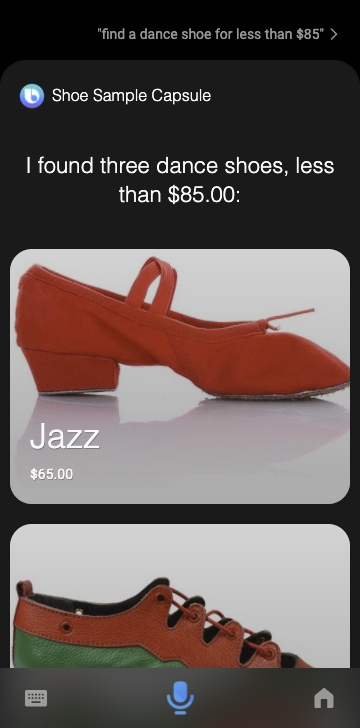 "find a dance shoe for less than $85"
Shoe Sample Capsule
I found three dance shoes, less
than $85.00:
Jazz
$65.00